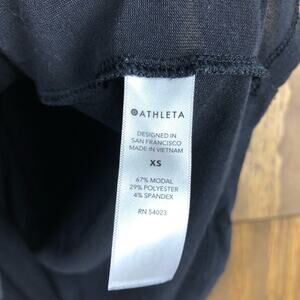 ATHLETA
DESIGNED IN
SAN FRANCISCO
MADE IN VIETNAM
XS
67% MODAL
29% POLYESTER
4% SPANDEX
RN 54023